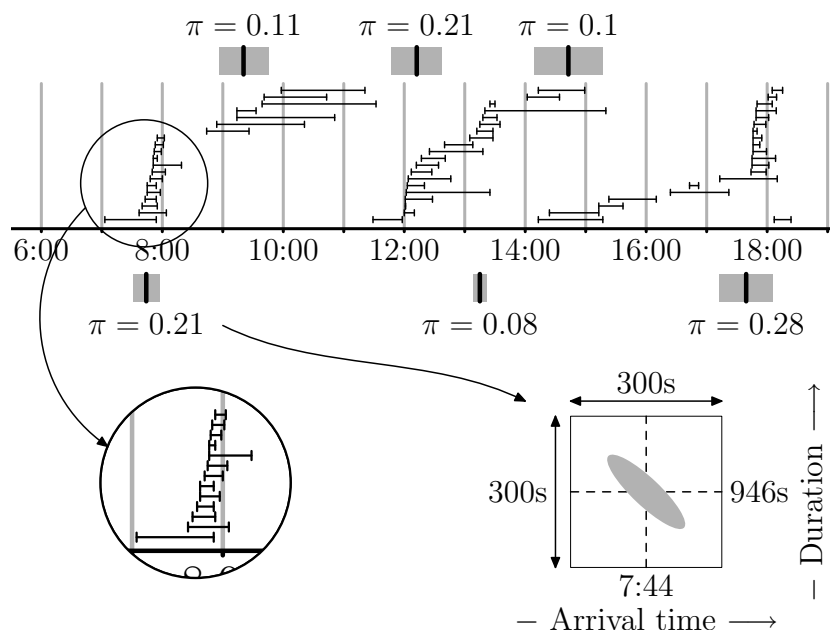 π = 0.11 π = 0.21 π = 0.1
6:00 8:00 10:00 12:00 14:00 16:00 18:00
π = 0.21 π = 0.08 π = 0.28
300s
300s
946s
7:44
– Arrival time →
– Duration →